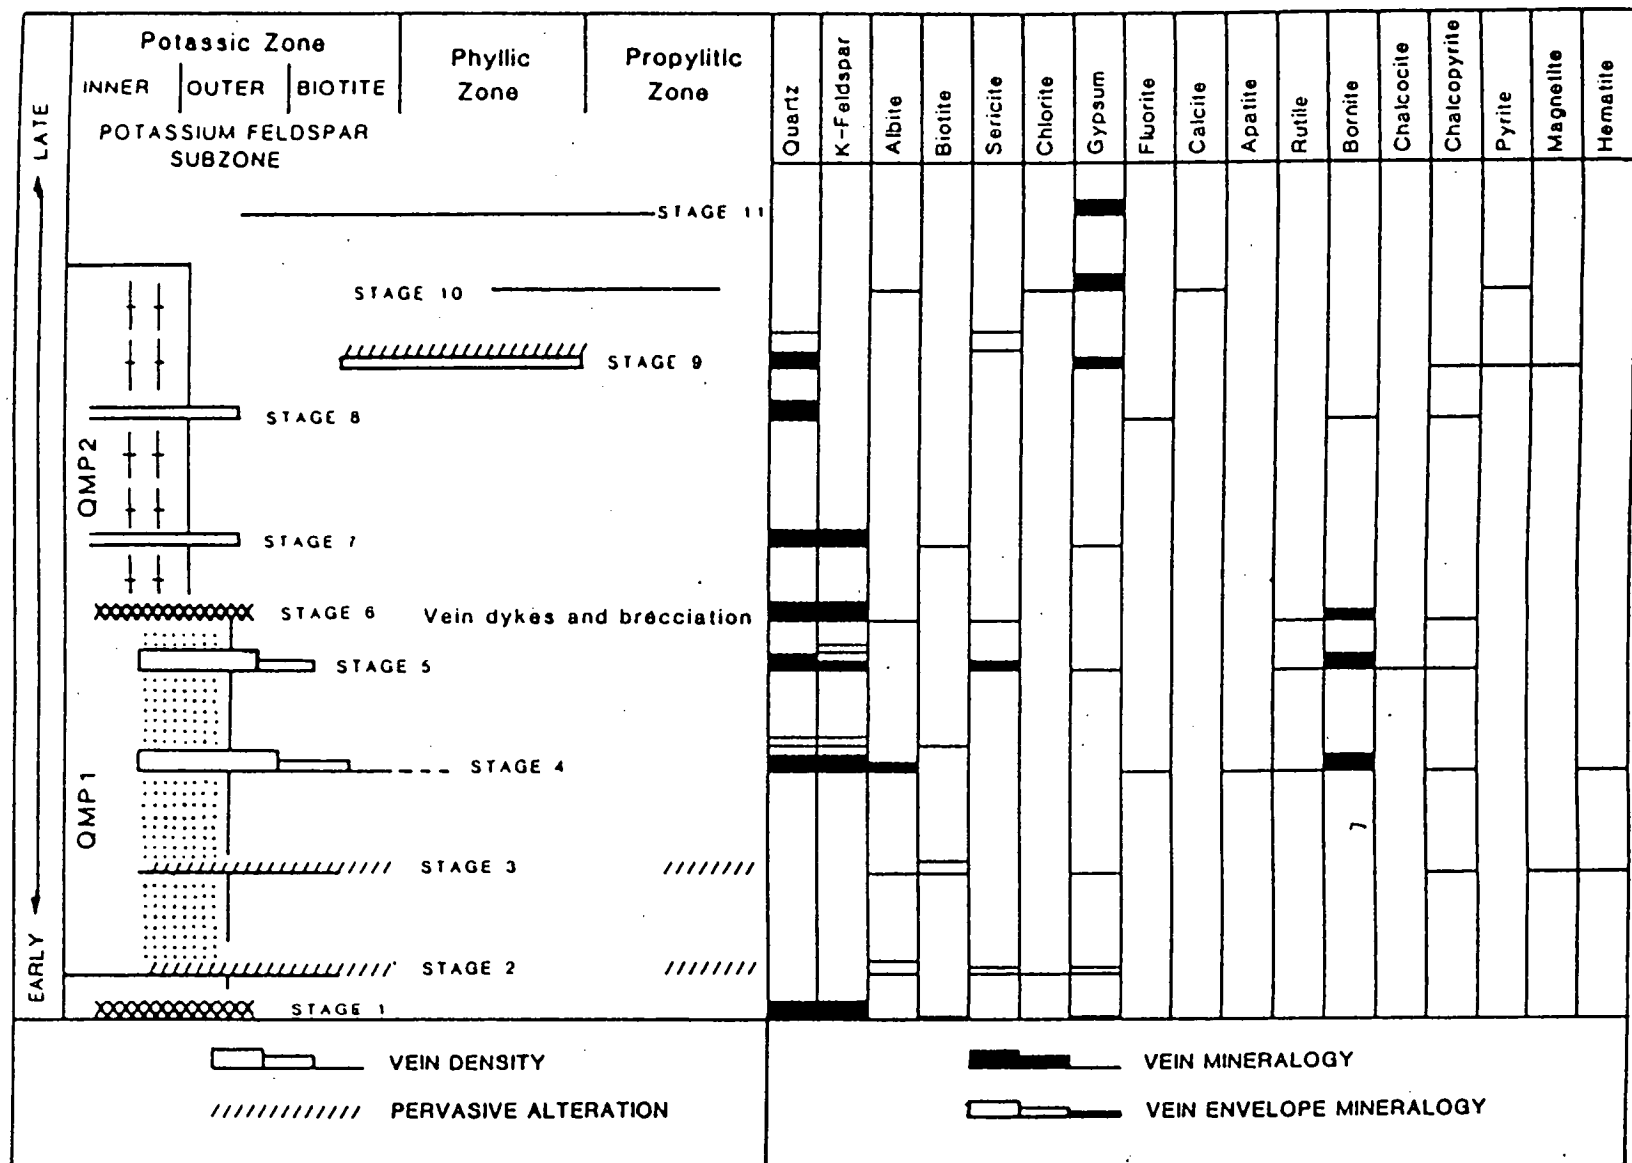 Potassic Zone
INNER
OUTER
BIOTITE
POTASSIUM FELDSPAR
SUBZONE
Phyllic
Zone
Propylitic
Zone
Quartz
K-Feldspar
Albite
Biotite
Sericite
Chlorite
Gypsum
Fluorite
Calcite
Apatite
Rutile
Bornite
Chalcocite
Chalcopyrite
Pyrite
Magnetite
Hematite
LATE
EARLY
QMP2
QMP1
STAGE 11
STAGE 10
STAGE 9
STAGE 8
STAGE 7
STAGE 6 Vein dykes and brecciation
STAGE 5
STAGE 4
STAGE 3
STAGE 2
STAGE 1
VEIN DENSITY
PERVASIVE ALTERATION
VEIN MINERALOGY
VEIN ENVELOPE MINERALOGY